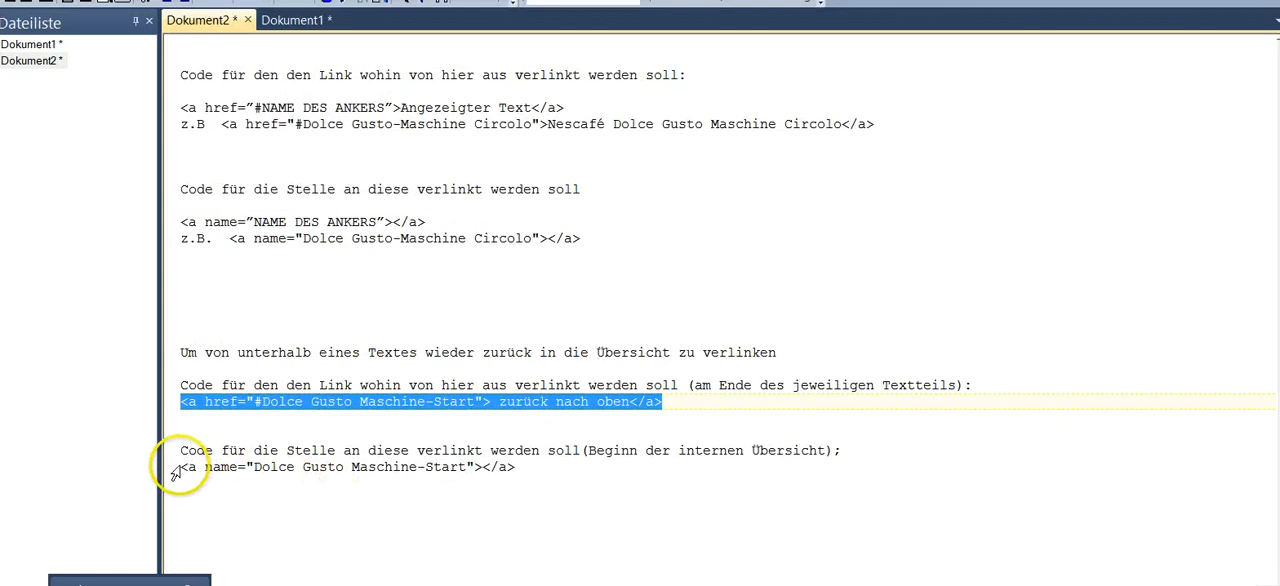 Dateiliste
Dokument2 * × Dokument1 *
Dokument1 *
Dokument2 *
Code für den den Link wohin von hier aus verlinkt werden soll:
<a href=”#NAME DES ANKERS”>Angezeigter Text</a>
z.B  <a href="#Dolce Gusto-Maschine Circolo">Nescafé Dolce Gusto Maschine Circolo</a>
Code für die Stelle an diese verlinkt werden soll
<a name=”NAME DES ANKERS”></a>
z.B.  <a name="Dolce Gusto-Maschine Circolo"></a>
Um von unterhalb eines Textes wieder zurück in die Übersicht zu verlinken
Code für den den Link wohin von hier aus verlinkt werden soll (am Ende des jeweiligen Textteils):
<a href="#Dolce Gusto Maschine-Start"> zurück nach oben</a>
Code für die Stelle an diese verlinkt werden soll(Beginn der internen Übersicht);
<a name="Dolce Gusto Maschine-Start"></a>